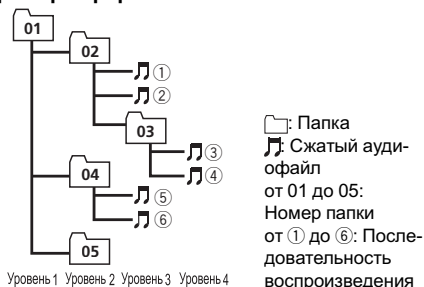 01
02
①
②
03
③
④
04
⑤
⑥
05
Уровень 1 Уровень 2 Уровень 3 Уровень 4
: Папка
: Сжатый ауди-
офайл
от 01 до 05:
Номер папки
от ① до ⑥: После-
довательность
воспроизведения